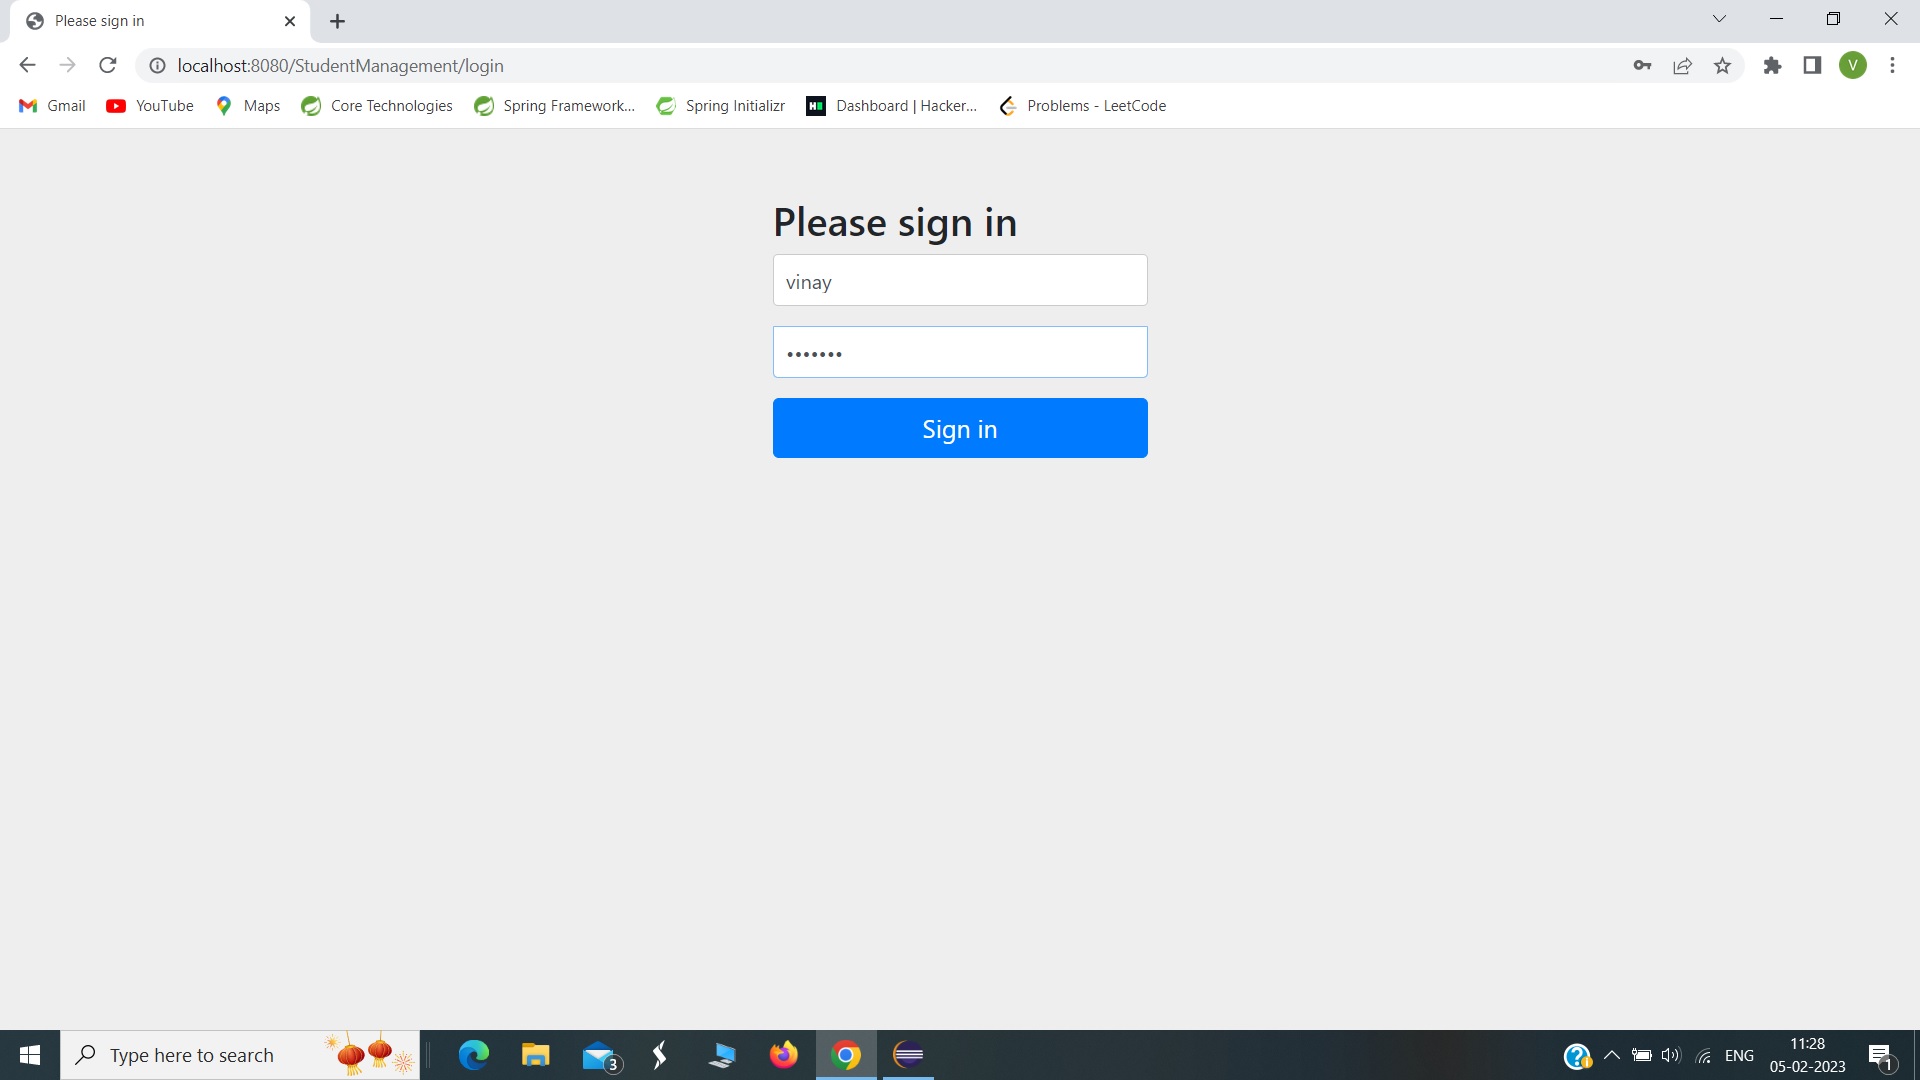 Please sign in
localhost:8080/StudentManagement/login
V
Gmail YouTube Maps Core Technologies Spring Framework... Spring Initializr Dashboard | Hacker... Problems - LeetCode
Please sign in
vinay
•••••••
Sign in
Type here to search
3
ENG
11:28
05-02-2023
1